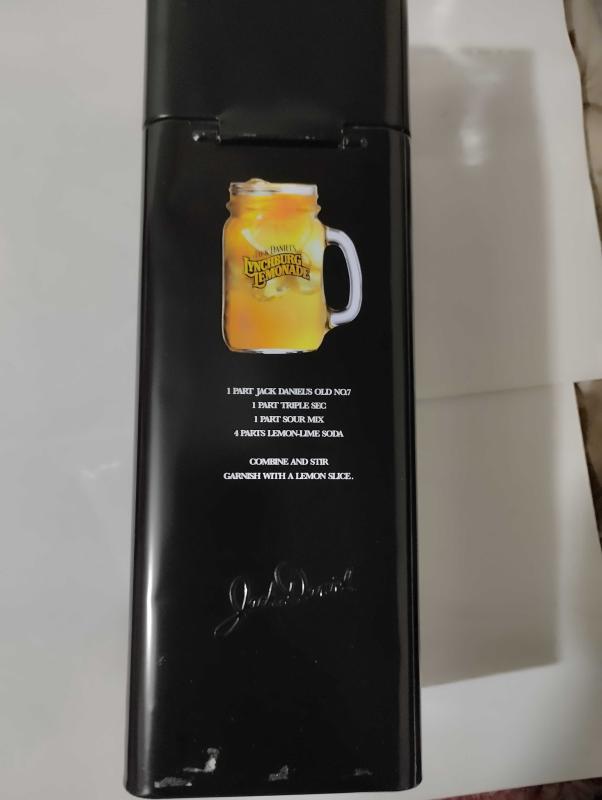 JACK DANIEL'S
LYNCHBURG
LEMONADE
1 PART JACK DANIEL'S OLD NO.7
1 PART TRIPLE SEC
1 PART SOUR MIX
4 PARTS LEMON-LIME SODA
COMBINE AND STIR
GARNISH WITH A LEMON SLICE.
Jack Daniel